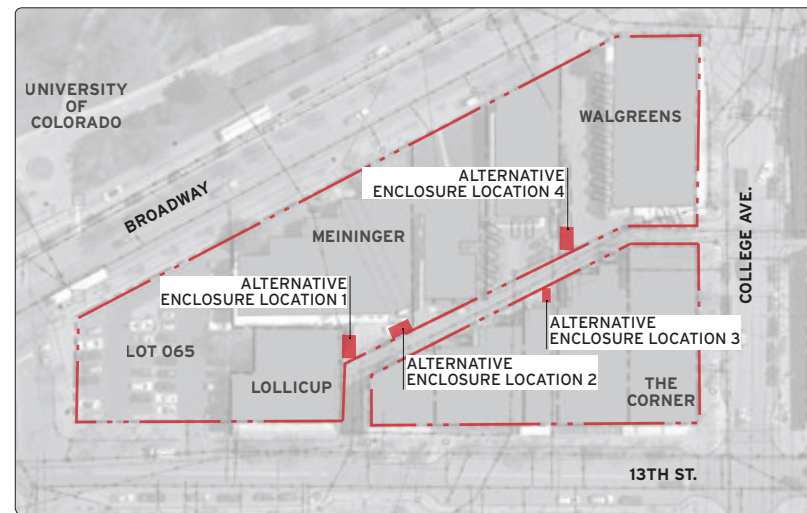 UNIVERSITY
OF
COLORADO
BROADWAY
WALGREENS
ALTERNATIVE
ENCLOSURE LOCATION 4
MEININGER
ALTERNATIVE
ENCLOSURE LOCATION 1
COLLEGE AVE.
ALTERNATIVE
ENCLOSURE LOCATION 3
LOT 065
ALTERNATIVE
ENCLOSURE LOCATION 2
LOLLICUP
THE
CORNER
13TH ST.